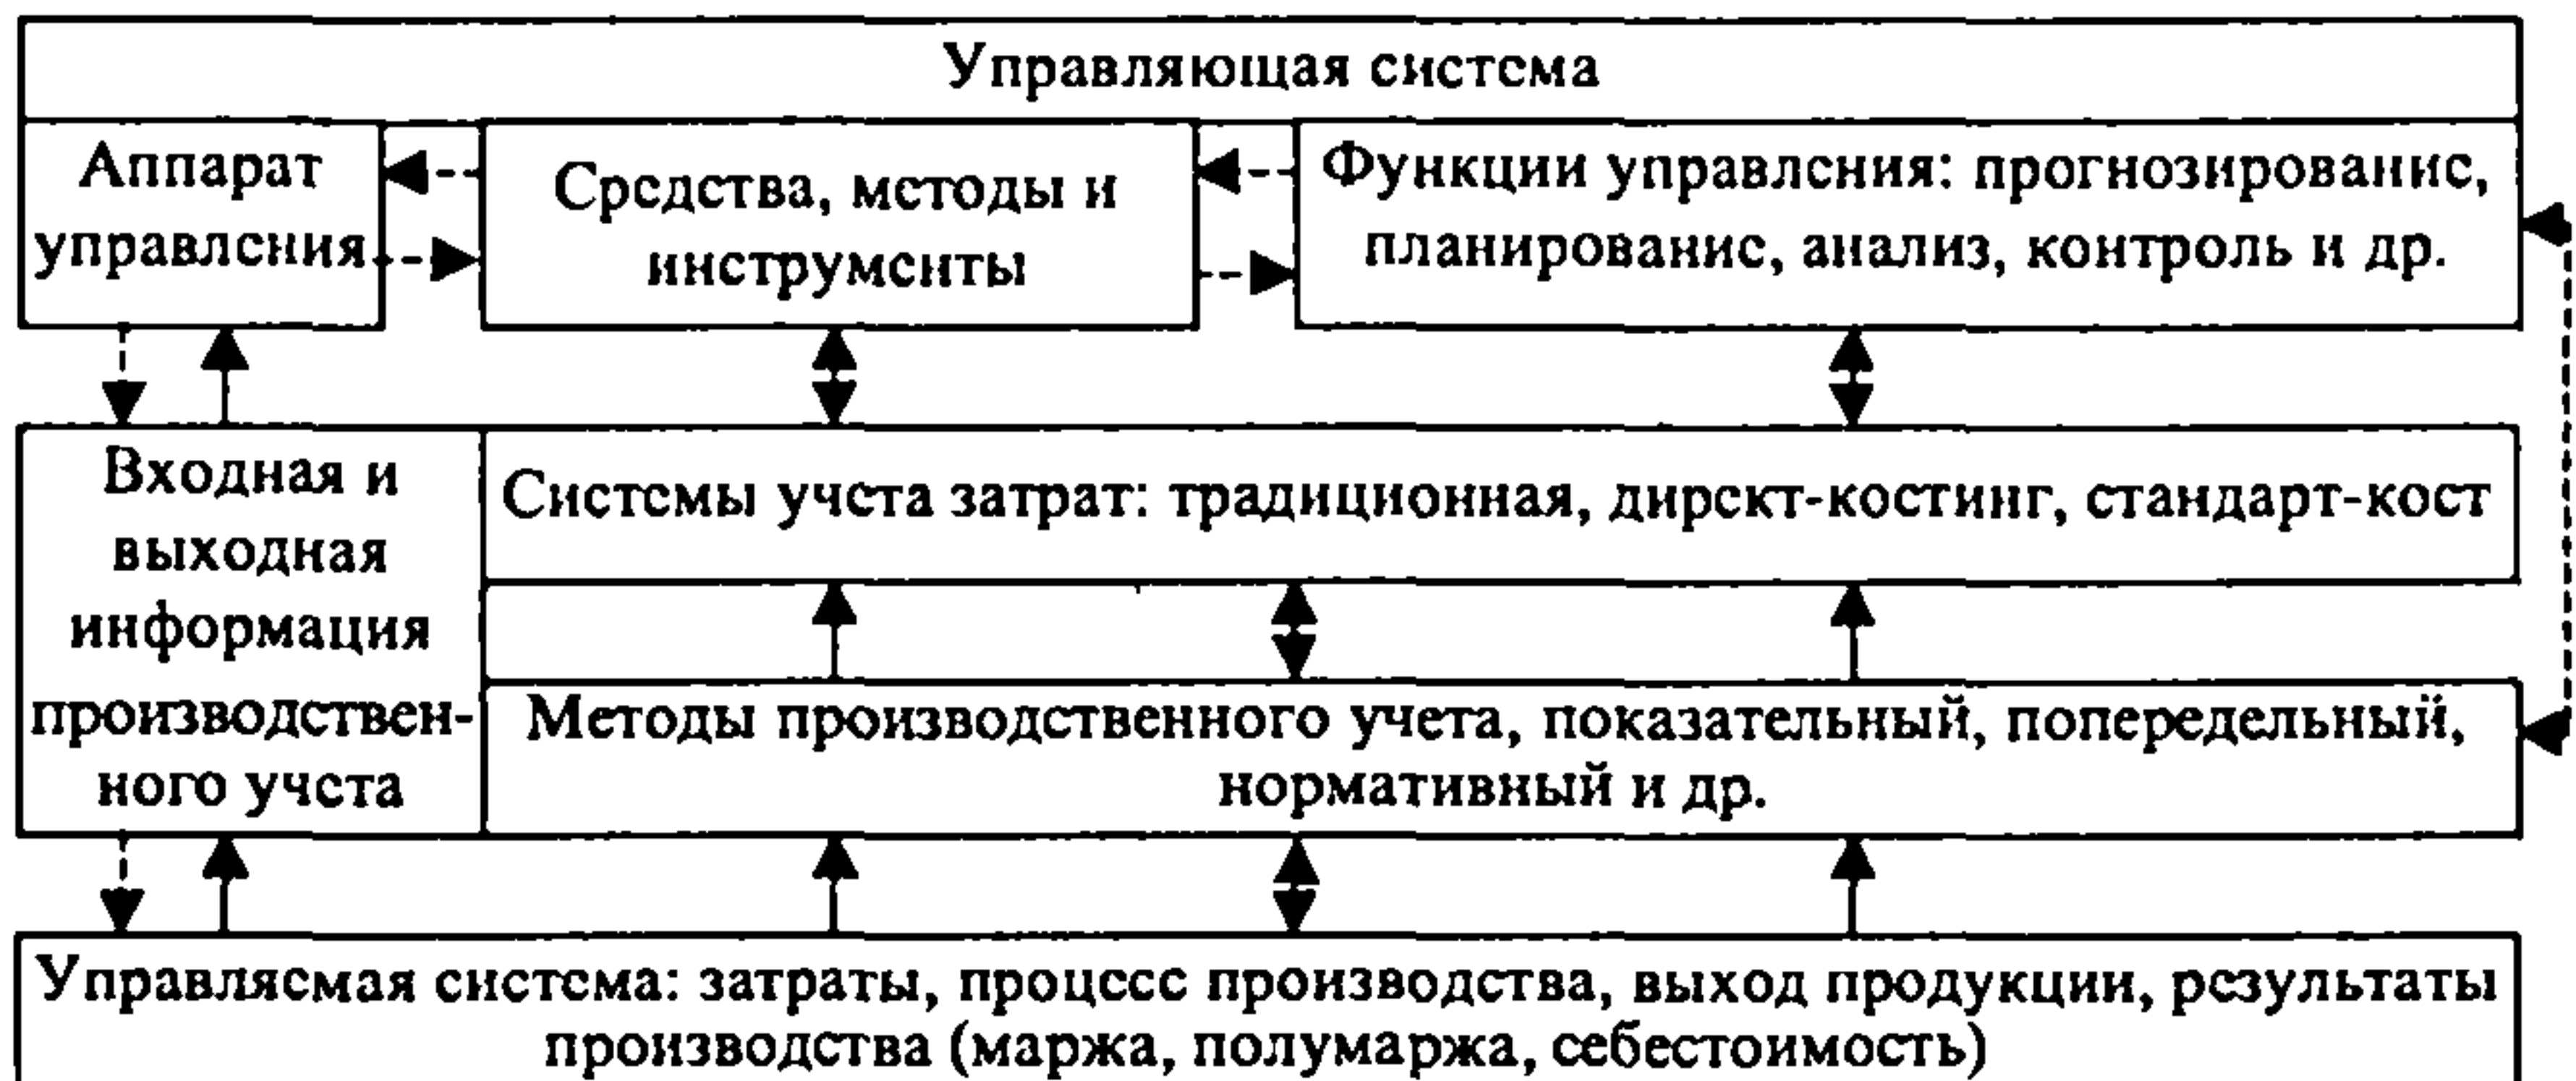 Управляющая система
Аппарат
управления
Средства, методы и
инструменты
Функции управления: прогнозирование,
планирование, анализ, контроль и др.
Входная и
выходная
информация
производствен-
ного учета
Системы учета затрат: традиционная, директ-костинг, стандарт-кост
Методы производственного учета, показательный, попередельный,
нормативный и др.
Управляемая система: затраты, процесс производства, выход продукции, результаты
производства (маржа, полумаржа, себестоимость)